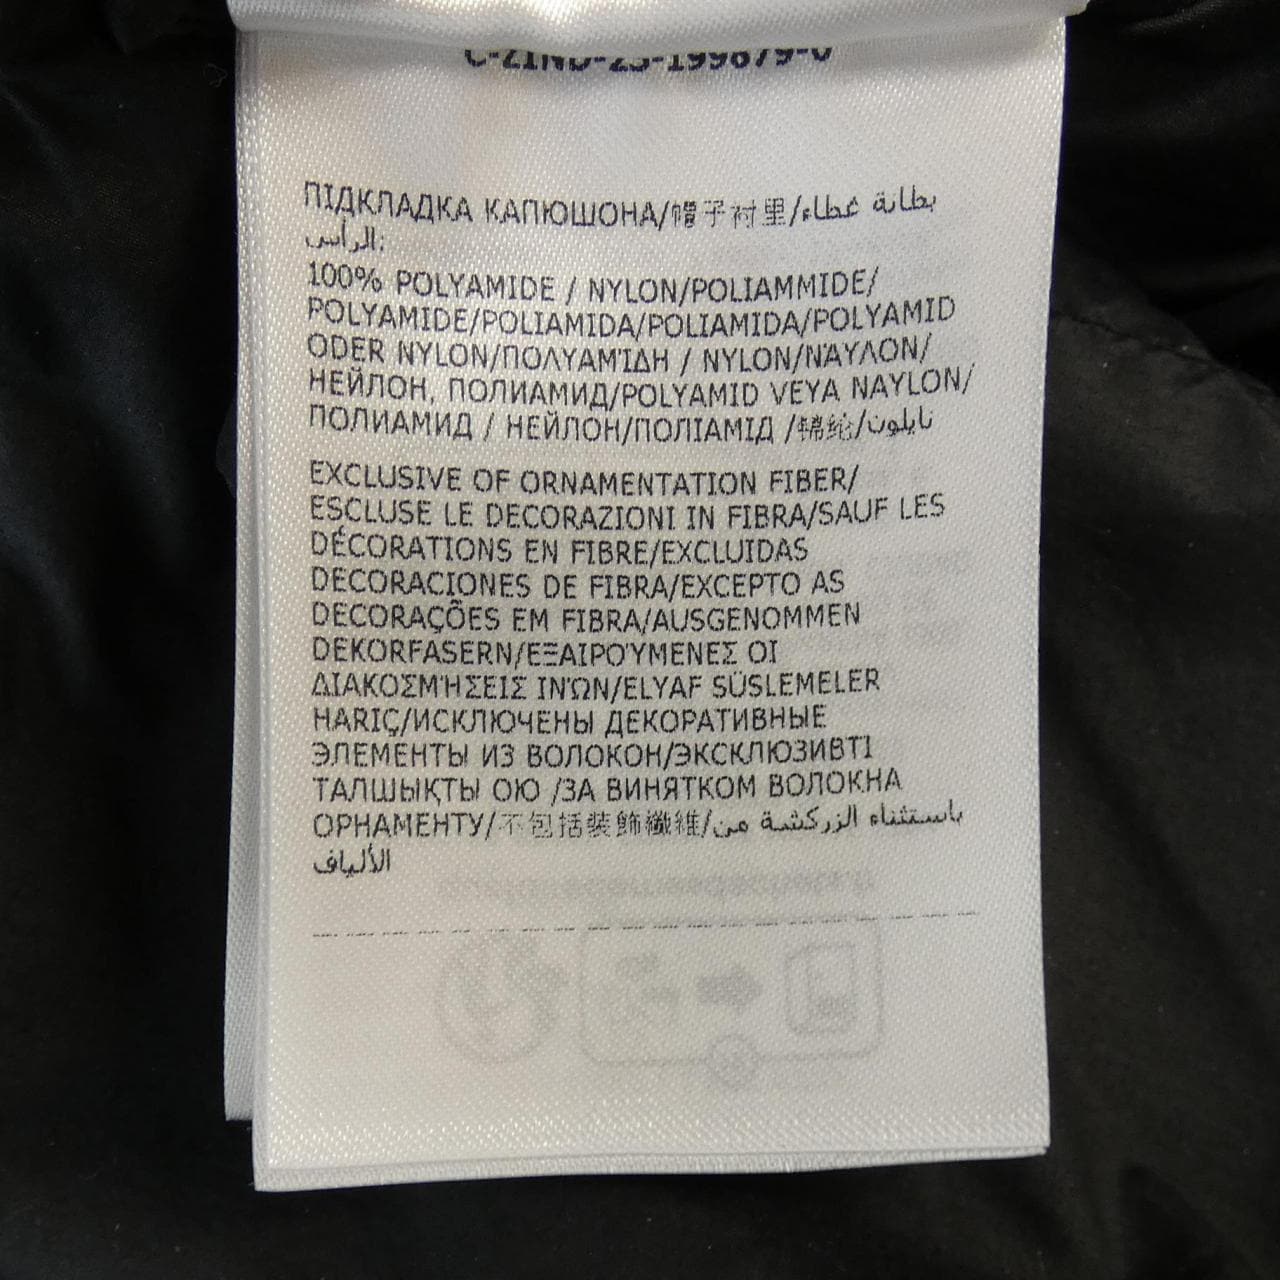 ПІДКЛАДКА КАПЮШОНА/帽子衬里/بطانة غطاء
الرأس:
100% POLYAMIDE / NYLON/POLIAMMIDE/
POLYAMIDE/POLIAMIDA/POLIAMIDA/POLYAMID
ODER NYLON/ΠΟΛΥΑΜΊΔΗ / NYLON/ΝΆΥΛΟΝ/
НЕЙЛОН, ПОЛИАМИД/POLYAMID VEYA NAYLON/
ПОЛИАМИД / НЕЙЛОН/ПОЛІАМІД /锦纶/نايلون
EXCLUSIVE OF ORNAMENTATION FIBER/
ESCLUSE LE DECORAZIONI IN FIBRA/SAUF LES
DÉCORATIONS EN FIBRE/EXCLUIDAS
DECORACIONES DE FIBRA/EXCEPTO AS
DECORAÇÕES EM FIBRA/AUSGENOMMEN
DEKORFASERN/ΕΞΑΙΡΟΎΜΕΝΕΣ ΟΙ
ΔΙΑΚΟΣΜΉΣΕΙΣ ΙΝΏΝ/ELYAF SÜSLEMELER
HARIÇ/ИСКЛЮЧЕНЫ ДЕКОРАТИВНЫЕ
ЭЛЕМЕНТЫ ИЗ ВОЛОКОН/ЭКСКЛЮЗИВТІ
ТАЛШЫҚТЫ ОЮ /ЗА ВИНЯТКОМ ВОЛОКНА
ОРНАМЕНТУ/不包括装飾纖維/باستثناء الزركشة من
الألياف